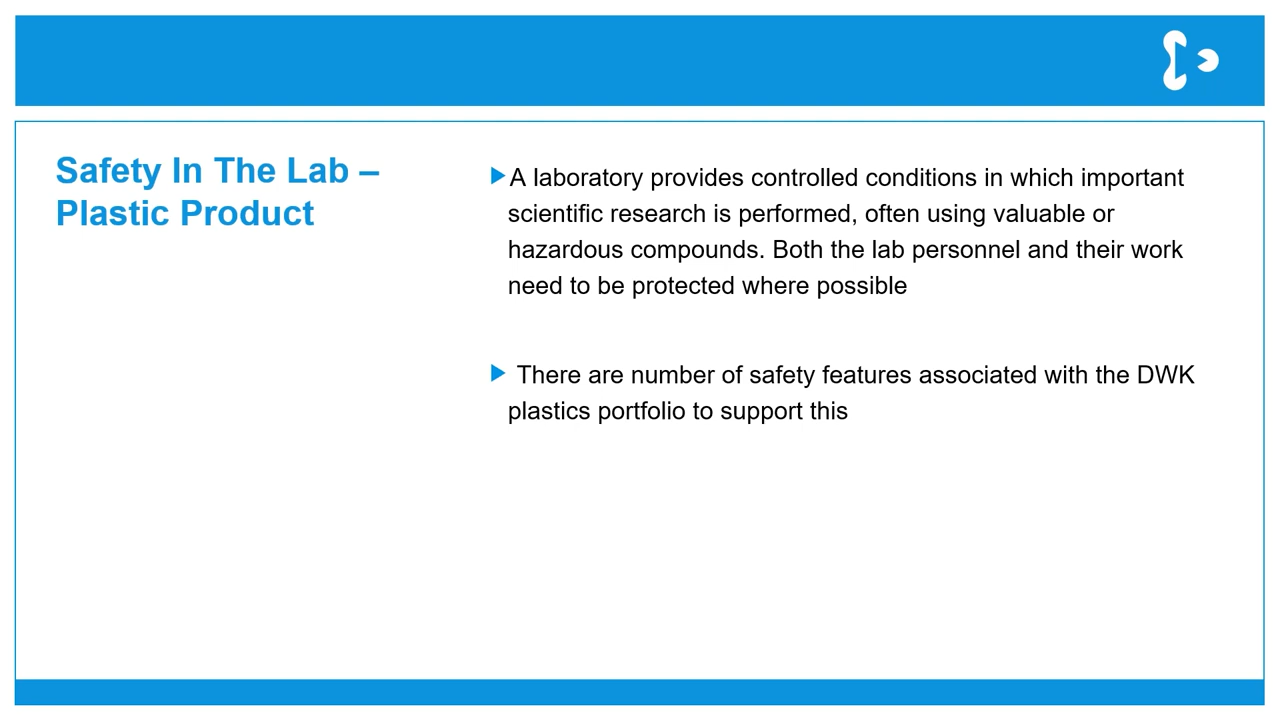 Safety In The Lab –
Plastic Product
A laboratory provides controlled conditions in which important
scientific research is performed, often using valuable or
hazardous compounds. Both the lab personnel and their work
need to be protected where possible
There are number of safety features associated with the DWK
plastics portfolio to support this